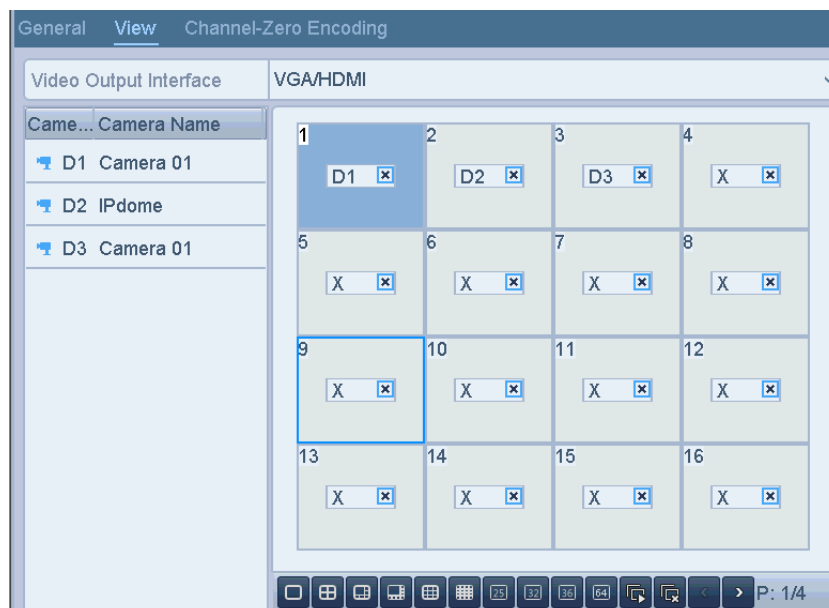 General View Channel-Zero Encoding
Video Output Interface VGA/HDMI
Came... Camera Name
D1 Camera 01
D2 IPdome
D3 Camera 01
1 2 3 4
D1 D2 D3 X
5 6 7 8
X X X X
9 10 11 12
X X X X
13 14 15 16
X X X X
25 32 36 64 P: 1/4